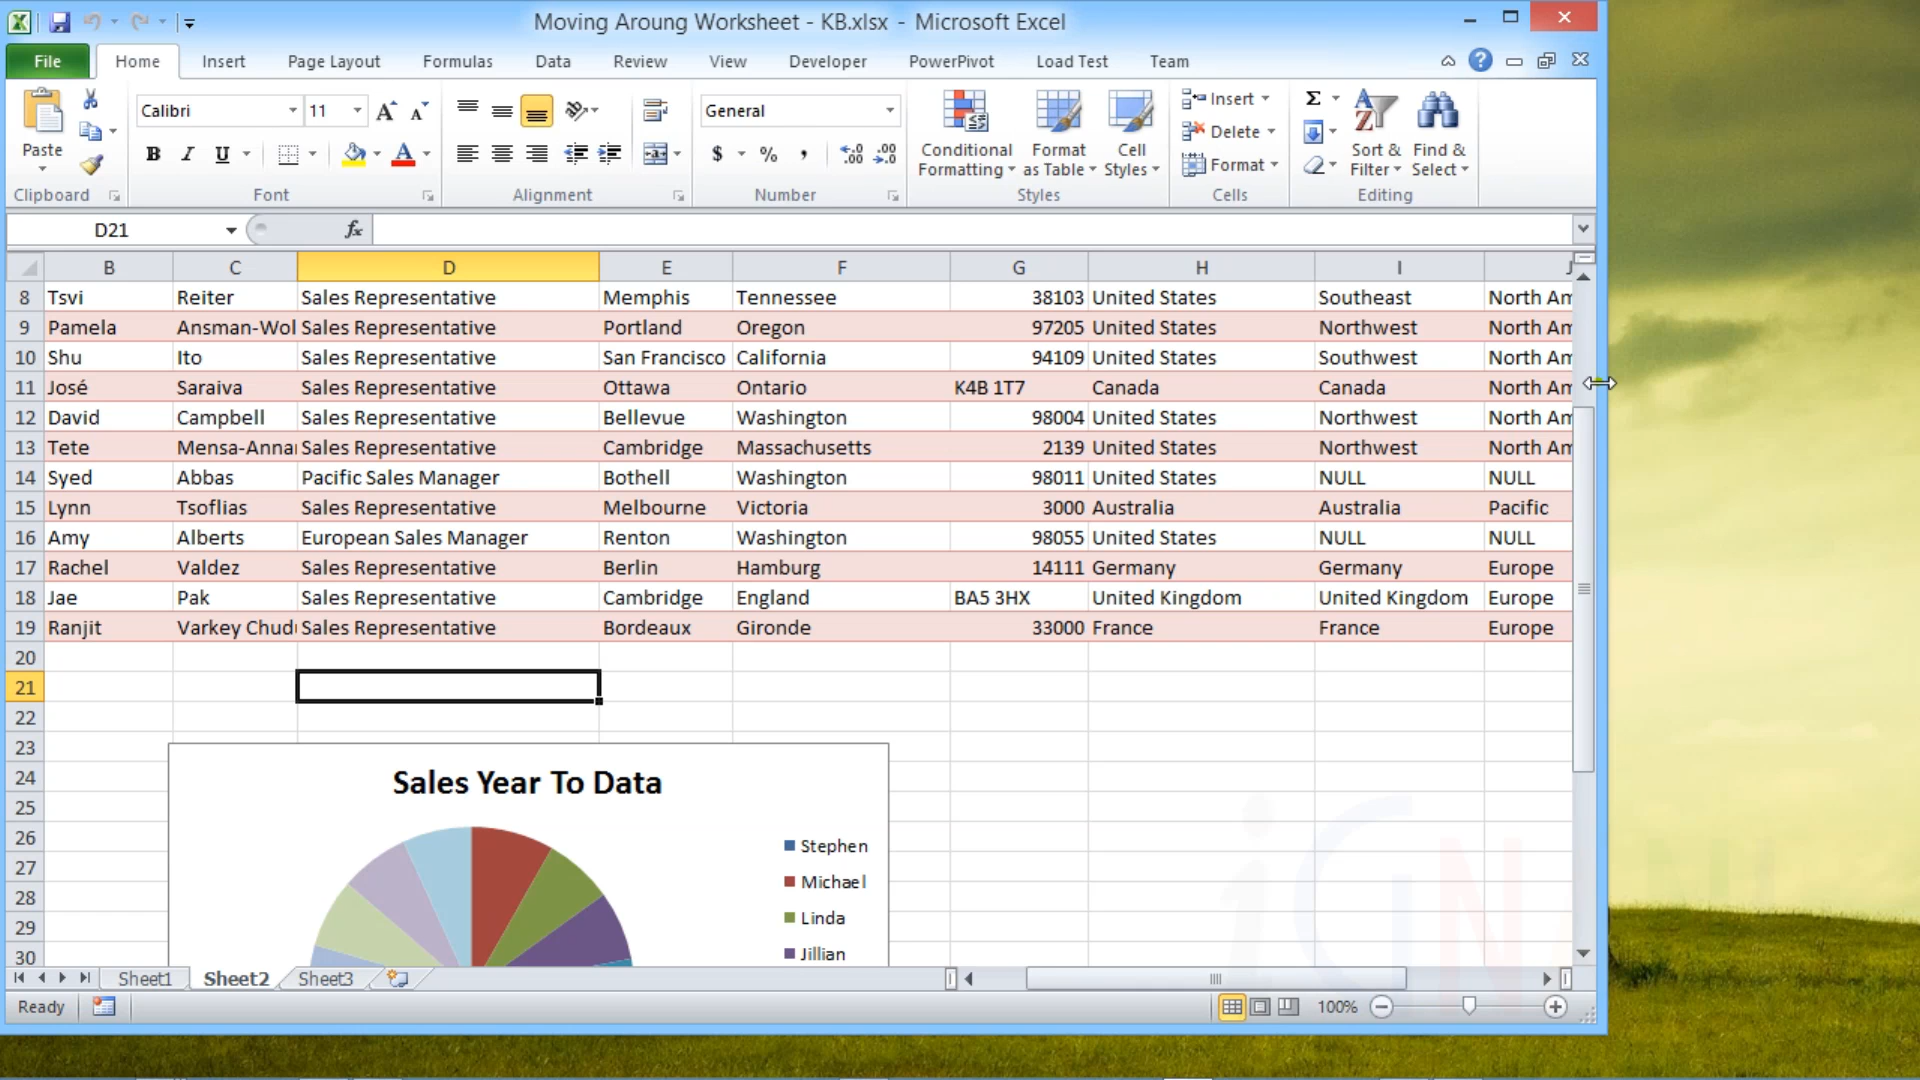 Moving Aroung Worksheet - KB.xlsx - Microsoft Excel
File Home Insert Page Layout Formulas Data Review View Developer PowerPivot Load Test Team
Calibri 11 General Insert
Delete
Paste B I U $ % , Conditional Formatting Format as Table Cell Styles Format Sort & Filter Find & Select
Clipboard Font Alignment Number Styles Cells Editing
D21 fx
B C D E F G H I J
8 Tsvi Reiter Sales Representative Memphis Tennessee 38103 United States Southeast North Am
9 Pamela Ansman-Wol Sales Representative Portland Oregon 97205 United States Northwest North Am
10 Shu Ito Sales Representative San Francisco California 94109 United States Southwest North Am
11 José Saraiva Sales Representative Ottawa Ontario K4B 1T7 Canada Canada North Am
12 David Campbell Sales Representative Bellevue Washington 98004 United States Northwest North Am
13 Tete Mensa-Annan Sales Representative Cambridge Massachusetts 2139 United States Northwest North Am
14 Syed Abbas Pacific Sales Manager Bothell Washington 98011 United States NULL NULL
15 Lynn Tsoflias Sales Representative Melbourne Victoria 3000 Australia Australia Pacific
16 Amy Alberts European Sales Manager Renton Washington 98055 United States NULL NULL
17 Rachel Valdez Sales Representative Berlin Hamburg 14111 Germany Germany Europe
18 Jae Pak Sales Representative Cambridge England BA5 3HX United Kingdom United Kingdom Europe
19 Ranjit Varkey Chudu Sales Representative Bordeaux Gironde 33000 France France Europe
20
21
22
23
24 Sales Year To Data
25
26 Stephen
27 Michael
28 Linda
29 Jillian
30
Sheet1 Sheet2 Sheet3
Ready 100%